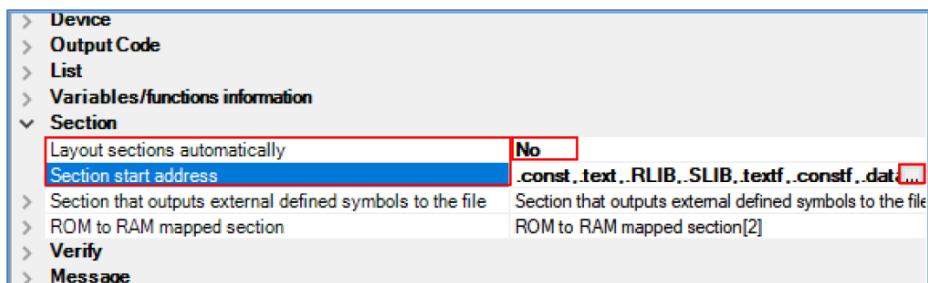 Device
Output Code
List
Variables/functions information
Section
Layout sections automatically No
Section start address .const,.text,.RLIB,.SLIB,.textf,.constf,.data...
Section that outputs external defined symbols to the file Section that outputs external defined symbols to the file
ROM to RAM mapped section ROM to RAM mapped section[2]
Verify
Message